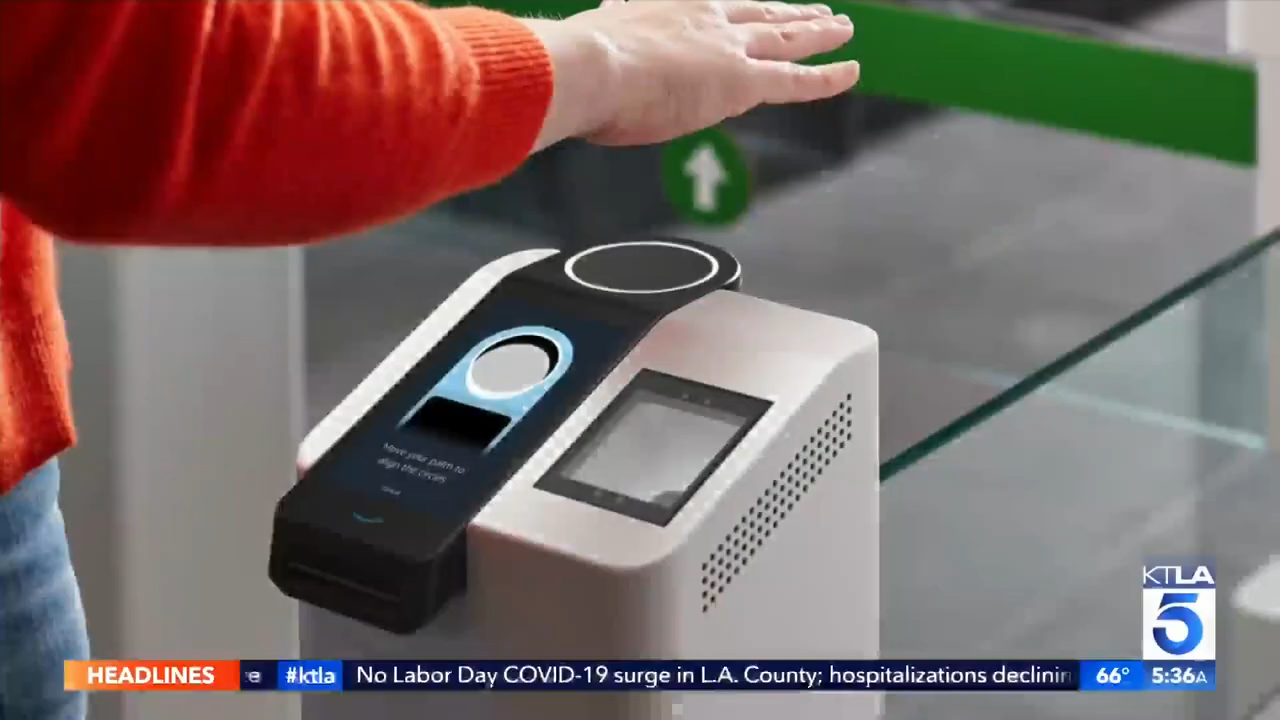 Move your palm to
align the circles
KTLA
5
HEADLINES
e #ktla No Labor Day COVID-19 surge in L.A. County; hospitalizations declinin 66° 5:36A